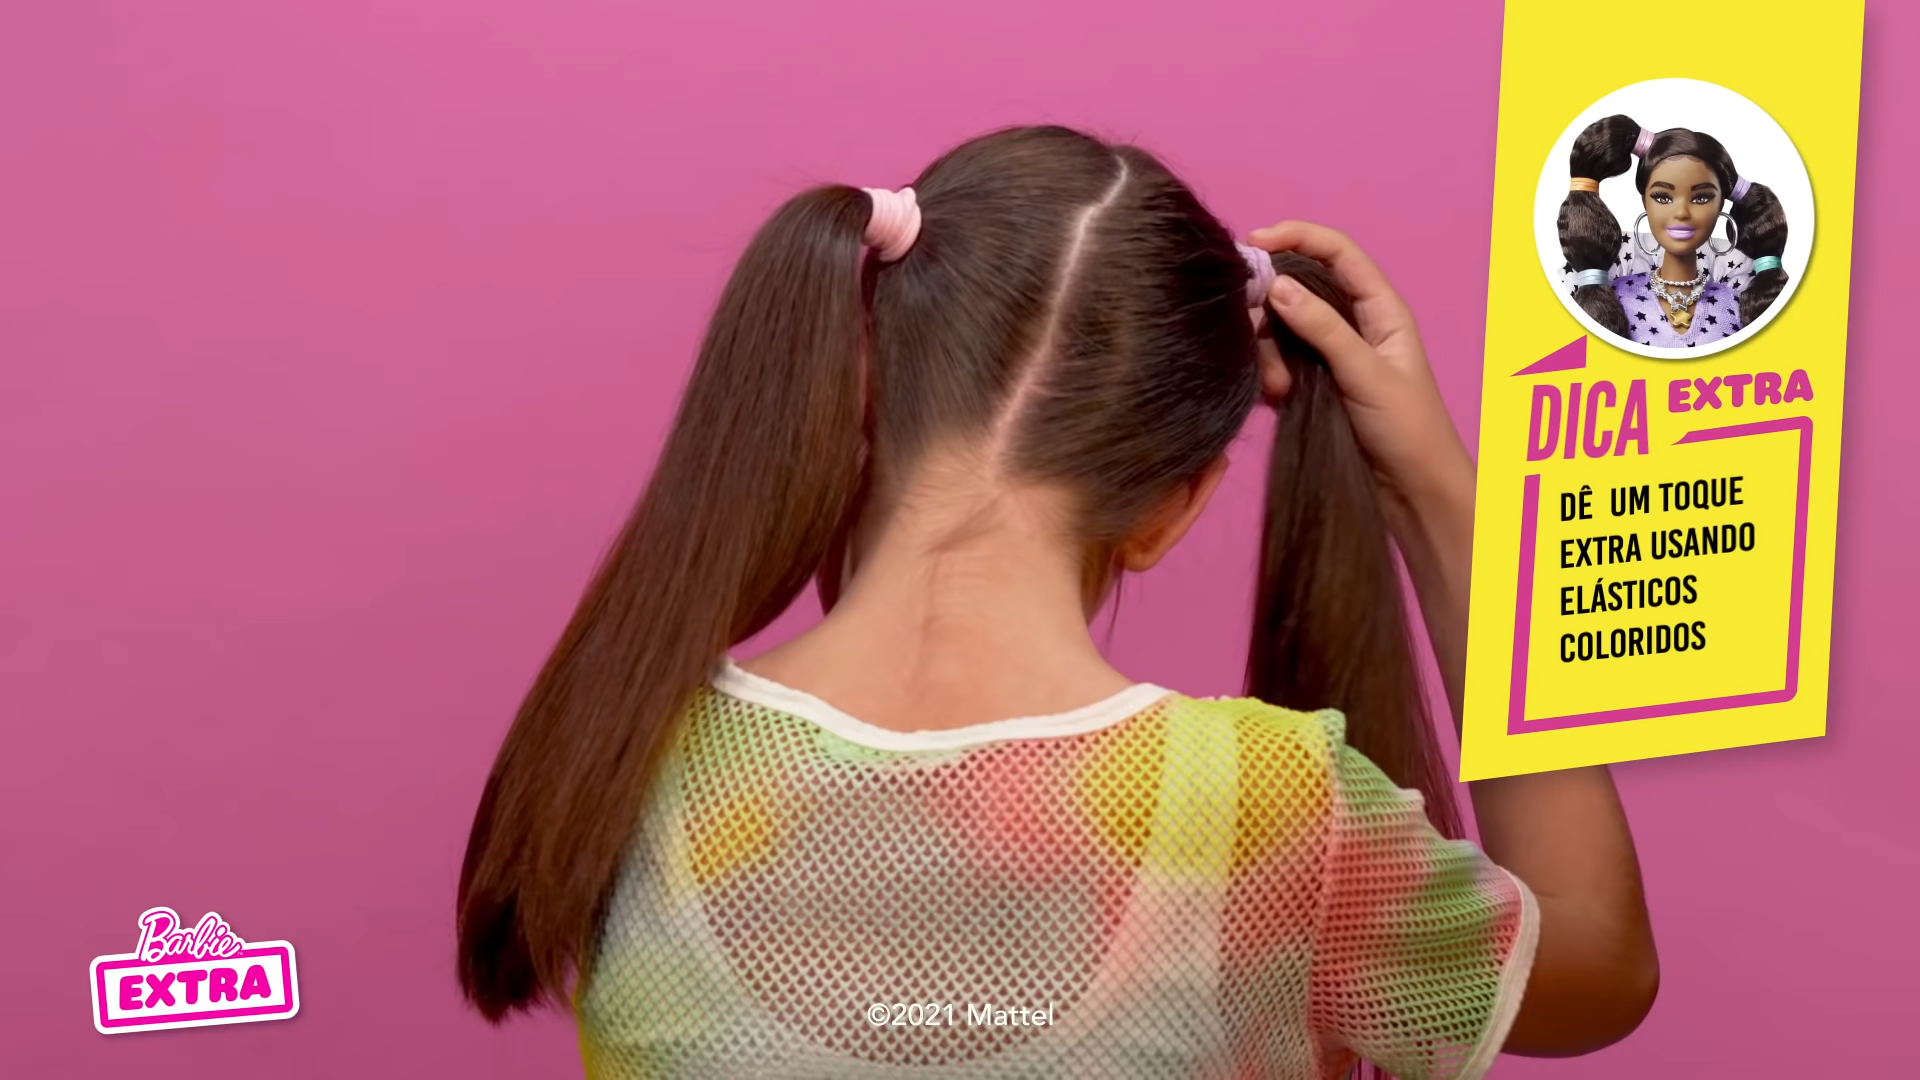 DICA EXTRA
DÊ UM TOQUE
EXTRA USANDO
ELÁSTICOS
COLORIDOS
Barbie
EXTRA
©2021 Mattel